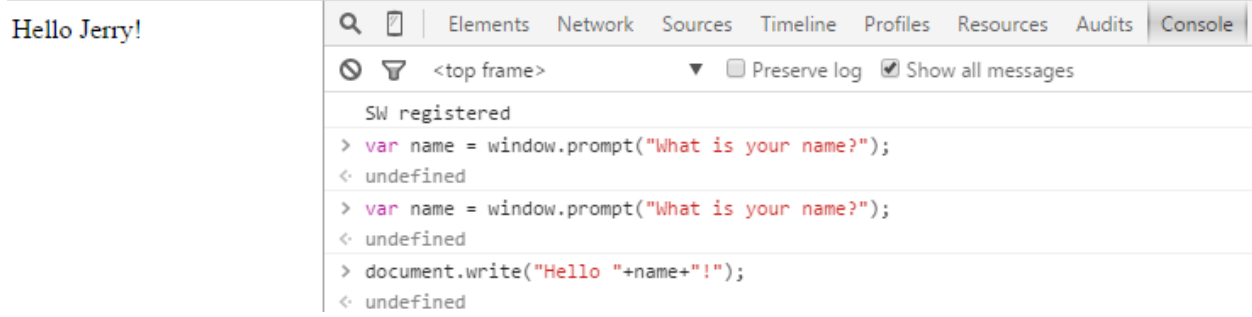 Hello Jerry!
Elements Network Sources Timeline Profiles Resources Audits Console
<top frame> ▼ Preserve log Show all messages
SW registered
> var name = window.prompt("What is your name?");
<· undefined
> var name = window.prompt("What is your name?");
<· undefined
> document.write("Hello "+name+"!");
<· undefined